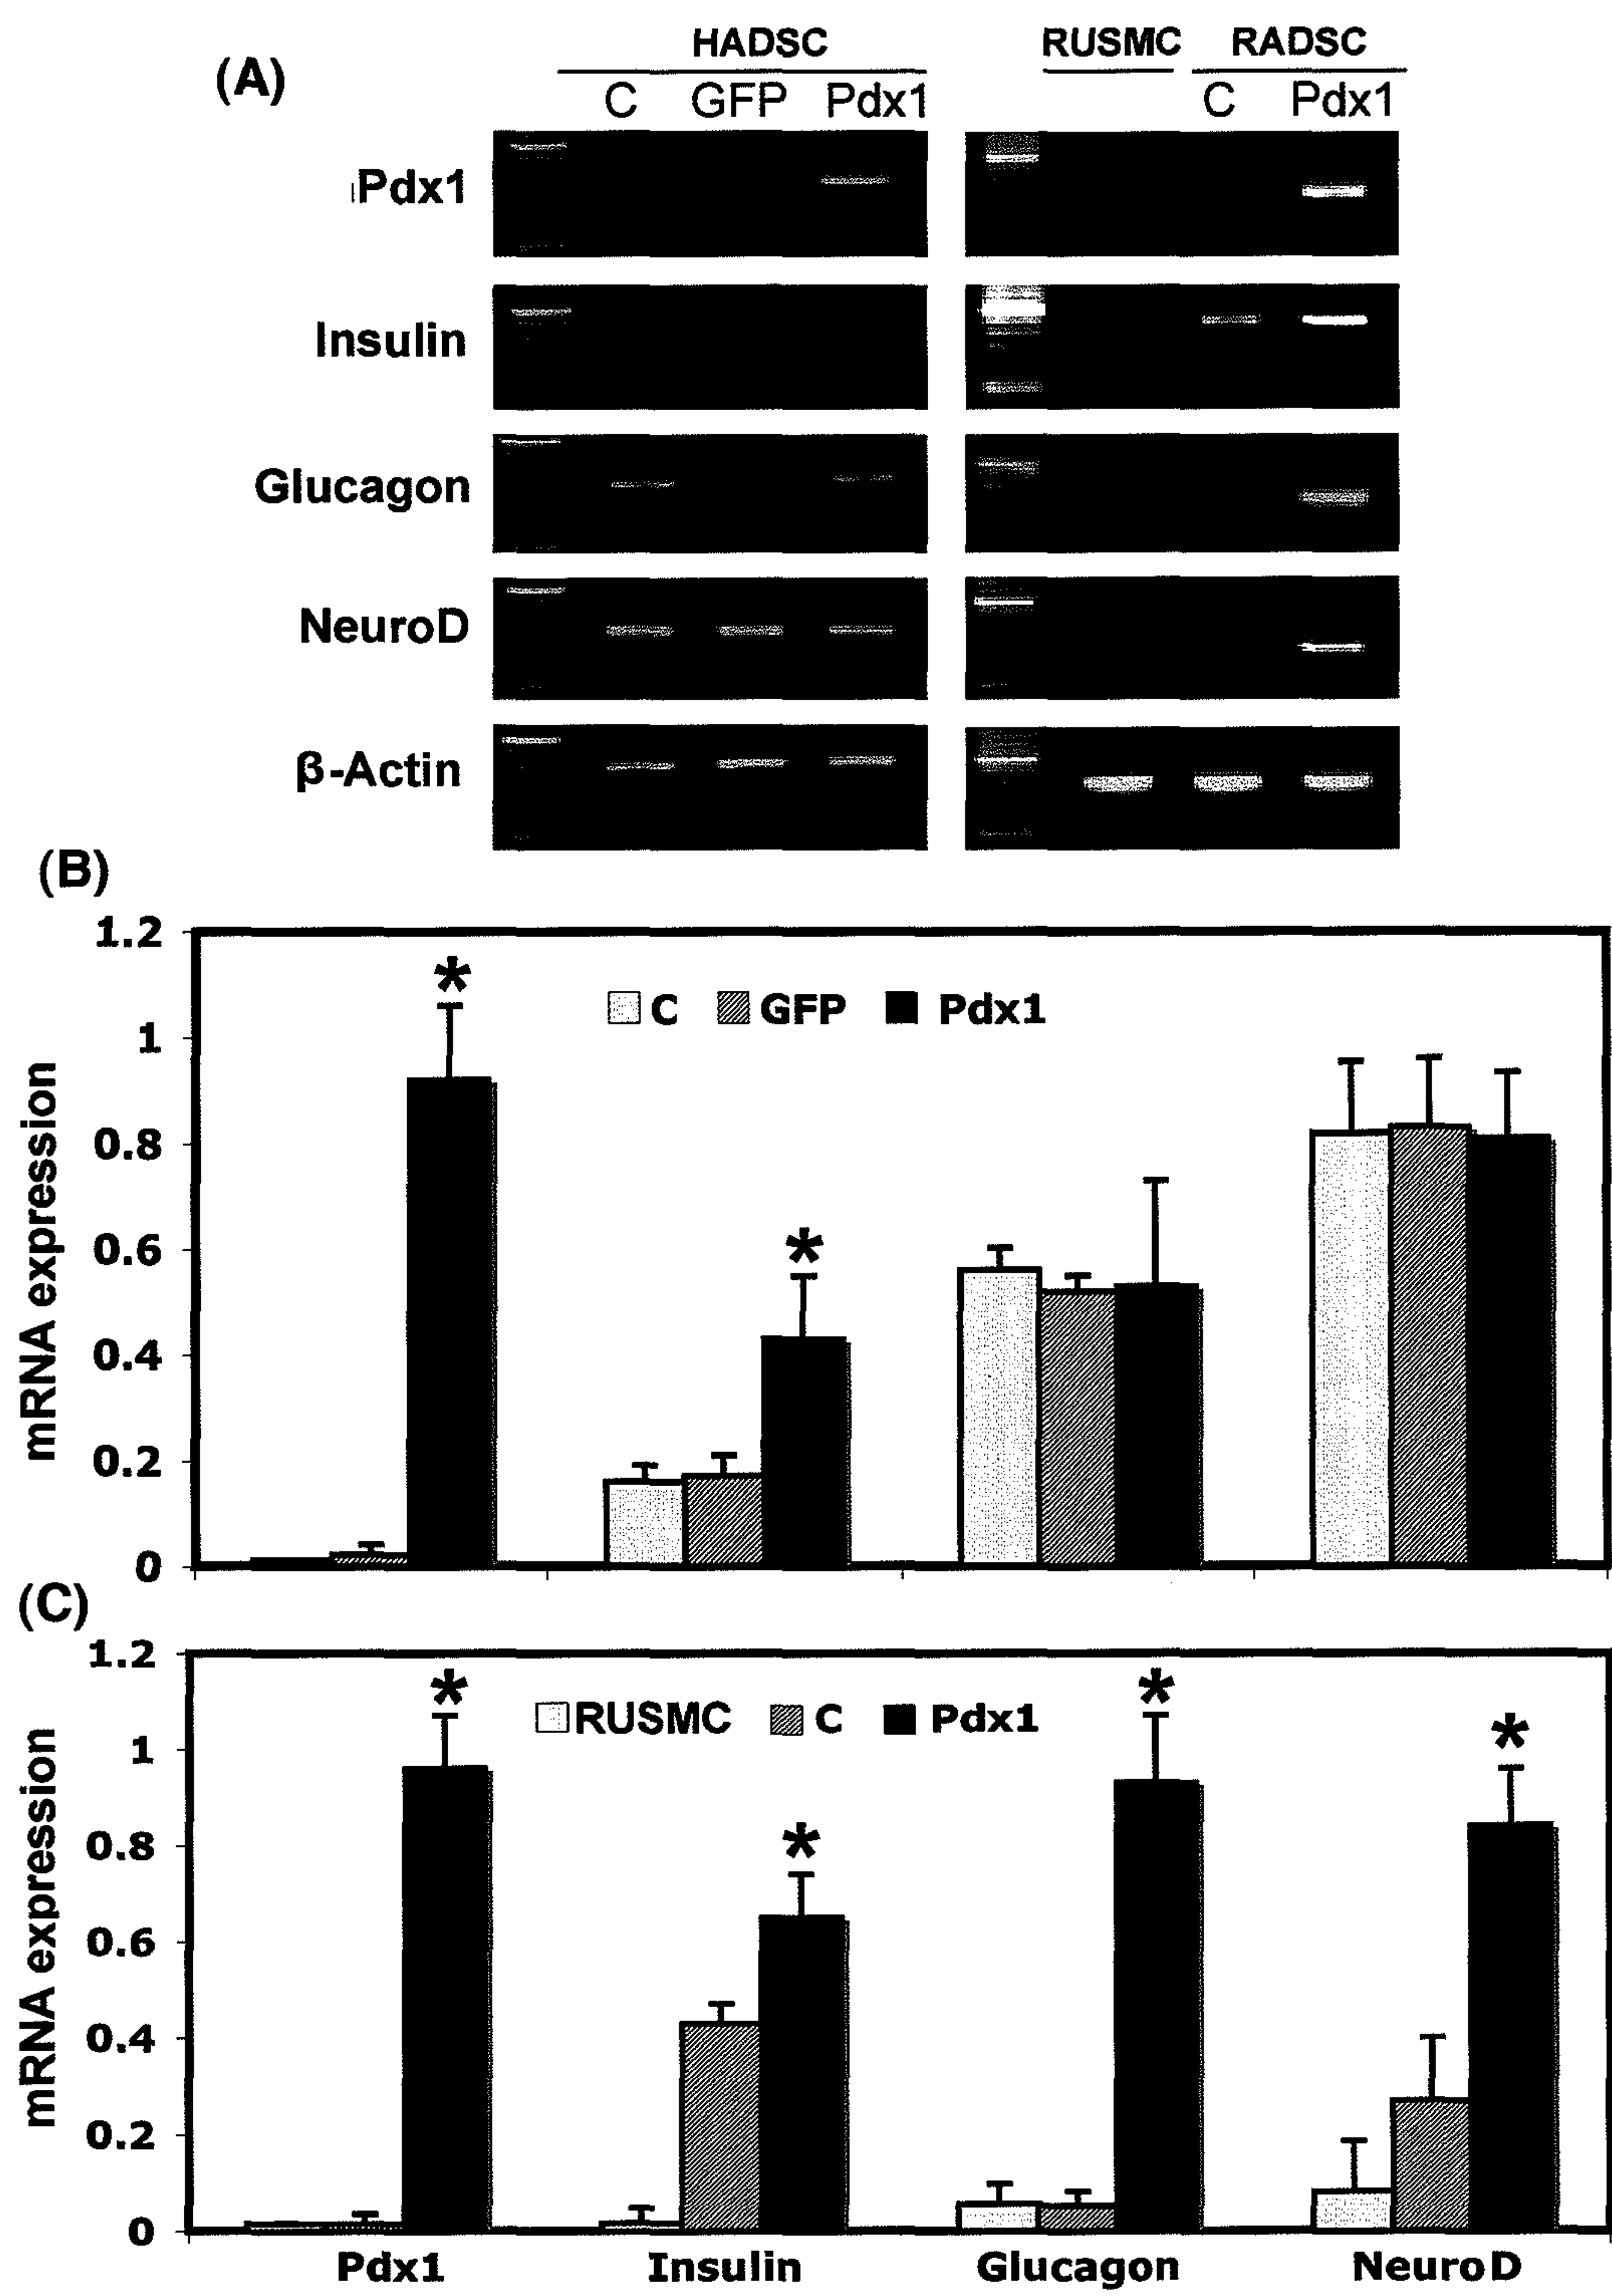 (A)
HADSC RUSMC RADSC
C GFP Pdx1 C Pdx1
Pdx1
Insulin
Glucagon
NeuroD
β-Actin
(B)
mRNA expression
1.2
1
0.8
0.6
0.4
0.2
0
*
*
C GFP Pdx1
(C)
mRNA expression
1.2
1
0.8
0.6
0.4
0.2
0
*
*
*
*
RUSMC C Pdx1
Pdx1 Insulin Glucagon NeuroD